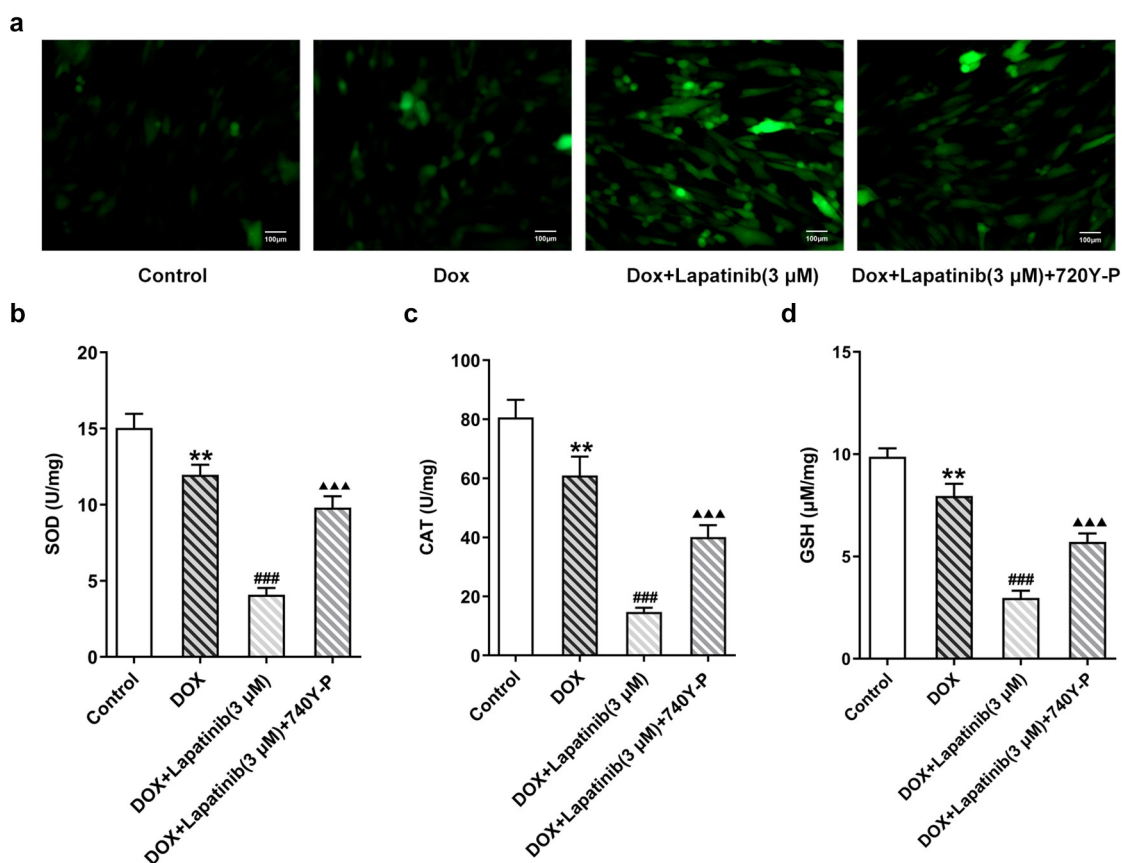 a
100μm
100μm
100μm
100μm
Control
Dox
Dox+Lapatinib(3 μM)
Dox+Lapatinib(3 μM)+720Y-P
b
SOD (U/mg)
20
15
10
5
0
**
###
▲▲▲
Control
DOX
DOX+Lapatinib(3 μM)
DOX+Lapatinib(3 μM)+740Y-P
c
CAT (U/mg)
100
80
60
40
20
0
**
###
▲▲▲
Control
DOX
DOX+Lapatinib(3 μM)
DOX+Lapatinib(3 μM)+740Y-P
d
GSH (μM/mg)
15
10
5
0
**
###
▲▲▲
Control
DOX
DOX+Lapatinib(3 μM)
DOX+Lapatinib(3 μM)+740Y-P